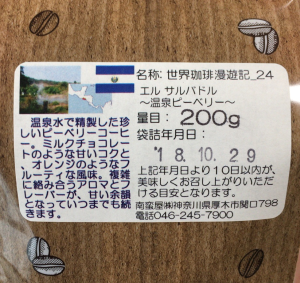 名称: 世界珈琲漫遊記_24
エル サルバドル
〜温泉ピーベリー〜
量目: 200g
袋詰年月日:
'18.10.29
上記年月日より10日以内が、
美味しくお召し上がりいただ
ける目安となります。
南蛮屋㈱神奈川県厚木市関口798
電話046-245-7900
温泉水で精製した珍
しいピーベリーコーヒ
ー。ミルクチョコレー
トのような甘いコクと
、オレンジのようなフ
ルーティな風味。複雑
に絡み合うアロマとフ
レーバーが、甘い余韻
となっていつまでも続
きます。